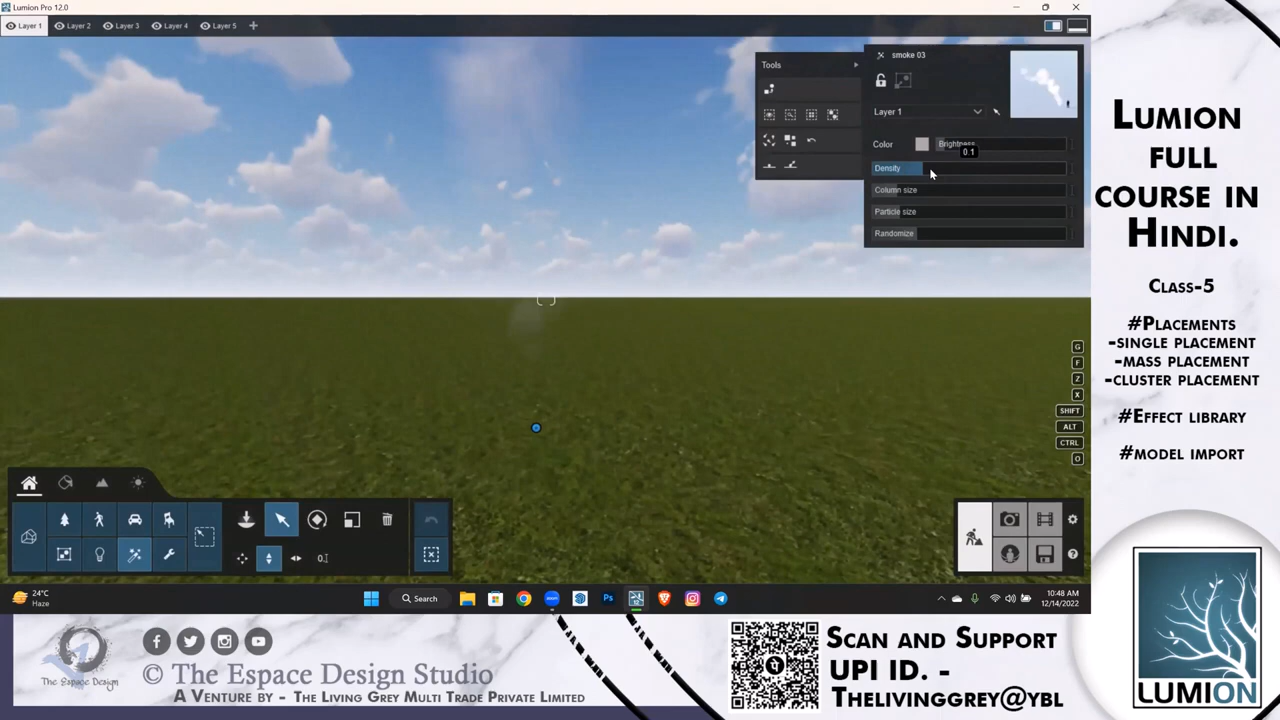 Lumion Pro 12.0
Layer 1
Layer 2
Layer 3
Layer 4
Layer 5
Tools
smoke 03
Layer 1
Color
Brightness
0.1
Density
Column size
Particle size
Randomize
G
F
Z
X
SHIFT
ALT
CTRL
O
24°C
Haze
Search
Ps
10:48 AM
12/14/2022
LUMION
FULL
COURSE IN
HINDI.
CLASS-5
#PLACEMENTS
-SINGLE PLACEMENT
-MASS PLACEMENT
-CLUSTER PLACEMENT
#EFFECT LIBRARY
#MODEL IMPORT
The Espace Design
© The Espace Design Studio
A VENTURE BY - THE LIVING GREY MULTI TRADE PRIVATE LIMITED
SCAN AND SUPPORT
UPI ID. -
THELIVINGGREY@YBL
LUMION